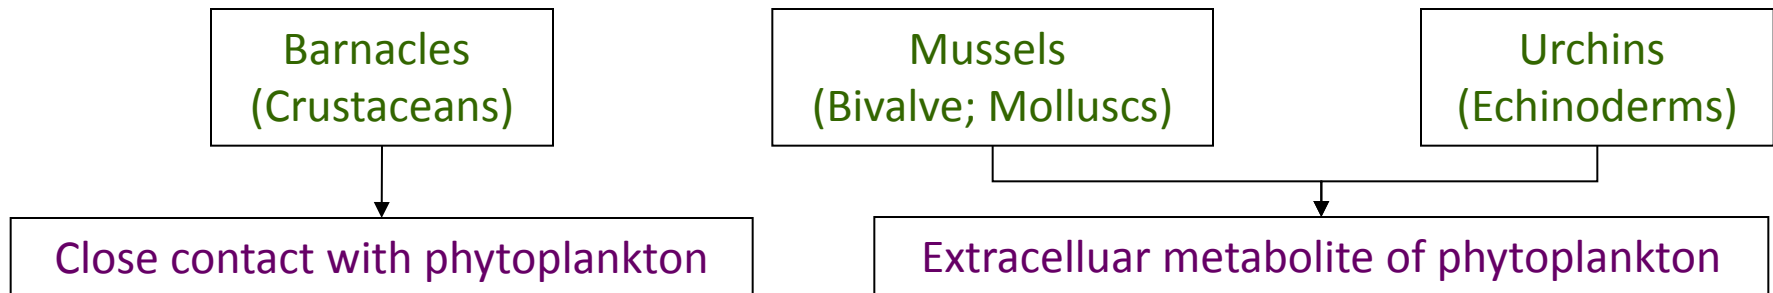 Barnacles
(Crustaceans)
Mussels
(Bivalve; Molluscs)
Urchins
(Echinoderms)
Close contact with phytoplankton
Extracelluar metabolite of phytoplankton